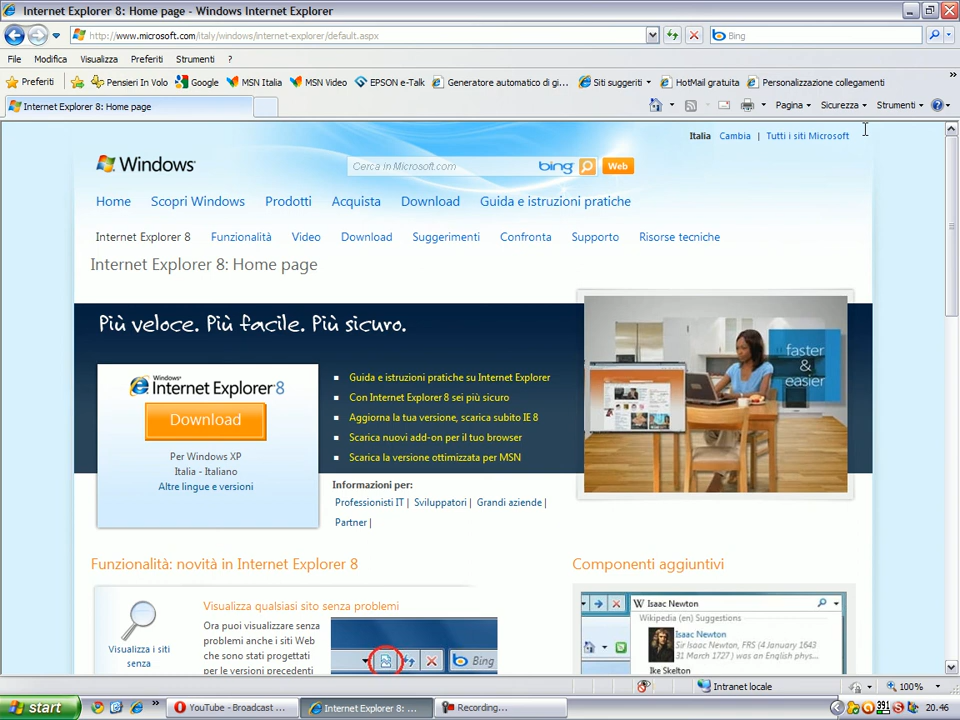 Internet Explorer 8: Home page - Windows Internet Explorer
http://www.microsoft.com/italy/windows/internet-explorer/default.aspx
Bing
File Modifica Visualizza Preferiti Strumenti ?
Preferiti Pensieri In Volo Google MSN Italia MSN Video EPSON e-Talk Generatore automatico di gi... Siti suggeriti HotMail gratuita Personalizzazione collegamenti
Internet Explorer 8: Home page
Pagina Sicurezza Strumenti
Italia Cambia | Tutti i siti Microsoft
Windows
Cerca in Microsoft.com bing Web
Home Scopri Windows Prodotti Acquista Download Guida e istruzioni pratiche
Internet Explorer 8 Funzionalità Video Download Suggerimenti Confronta Supporto Risorse tecniche
Internet Explorer 8: Home page
Più veloce. Più facile. Più sicuro.
faster
&
easier
Windows
Internet Explorer 8
Download
Per Windows XP
Italia - Italiano
Altre lingue e versioni
Guida e istruzioni pratiche su Internet Explorer
Con Internet Explorer 8 sei più sicuro
Aggiorna la tua versione, scarica subito IE 8
Scarica nuovi add-on per il tuo browser
Scarica la versione ottimizzata per MSN
Informazioni per:
Professionisti IT | Sviluppatori | Grandi aziende |
Partner |
Funzionalità: novità in Internet Explorer 8
Visualizza i siti
senza
Visualizza qualsiasi sito senza problemi
Ora puoi visualizzare senza
problemi anche i siti Web
che sono stati progettati
per le versioni precedenti
Bing
Componenti aggiuntivi
Isaac Newton
Wikipedia (en) Suggestions
Isaac Newton
Sir Isaac Newton, FRS (4 January 1643
31 March 1727 ) was an English phys...
Ike Skelton
Intranet locale
100%
start
YouTube - Broadcast ...
Internet Explorer 8: ...
Recording...
391
20.46